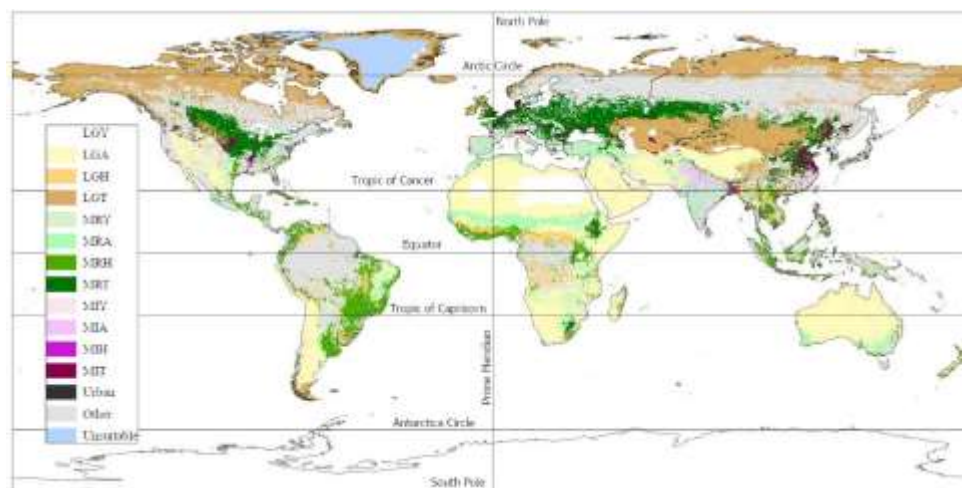 North Pole
Arctic Circle
LGY
LGA
LGH
LGT
MRY
MRA
MRH
MRT
MIY
MIA
MIH
MIT
Urban
Other
Unsuitable
Tropic of Cancer
Equator
Tropic of Capricorn
Prime Meridian
Antarctica Circle
South Pole